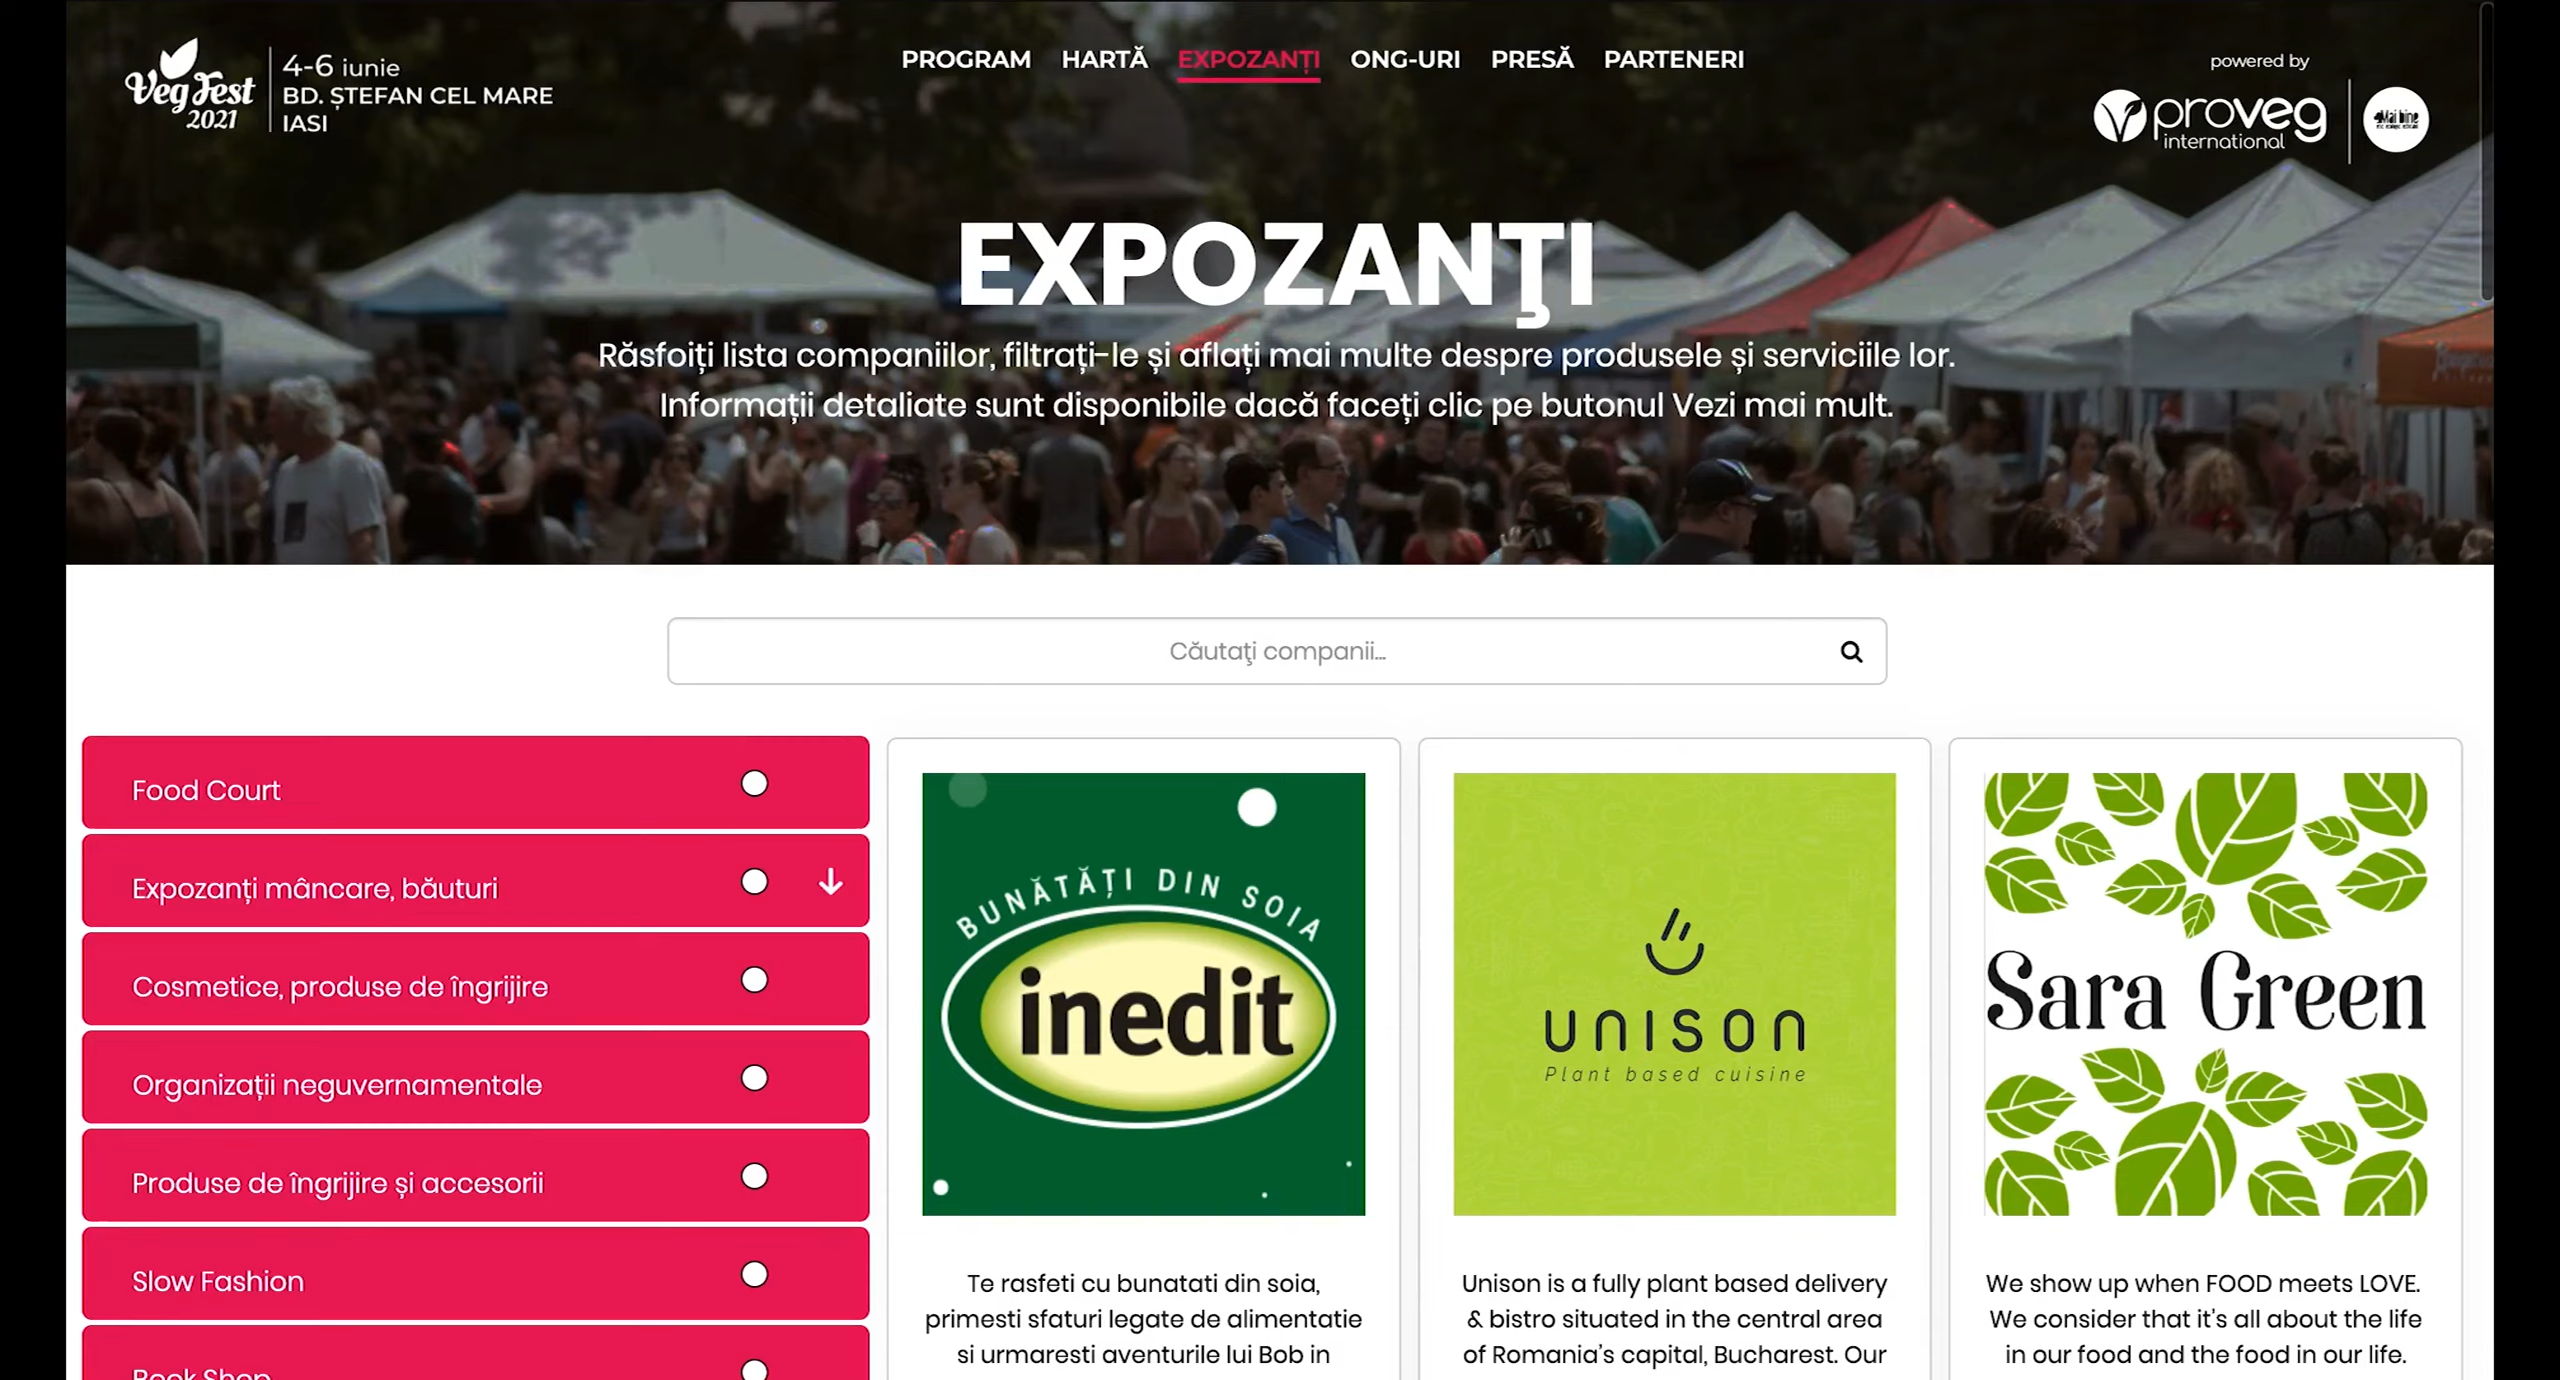 VegFest
2021
4-6 iunie
BD. ȘTEFAN CEL MARE
IASI
PROGRAM HARTĂ EXPOZANȚI ONG-URI PRESĂ PARTENERI
powered by
proveg
international
Mai bine
EXPOZANŢI
Răsfoiți lista companiilor, filtrați-le și aflați mai multe despre produsele și serviciile lor.
Informații detaliate sunt disponibile dacă faceți clic pe butonul Vezi mai mult.
Căutaţi companii...
Food Court
Expozanți mâncare, băuturi
Cosmetice, produse de îngrijire
Organizații neguvernamentale
Produse de îngrijire și accesorii
Slow Fashion
Book Shop
BUNĂTĂȚI DIN SOIA
inedit
Te rasfeti cu bunatati din soia,
primesti sfaturi legate de alimentatie
si urmaresti aventurile lui Bob in
unison
Plant based cuisine
Unison is a fully plant based delivery
& bistro situated in the central area
of Romania's capital, Bucharest. Our
Sara Green
We show up when FOOD meets LOVE.
We consider that it's all about the life
in our food and the food in our life.